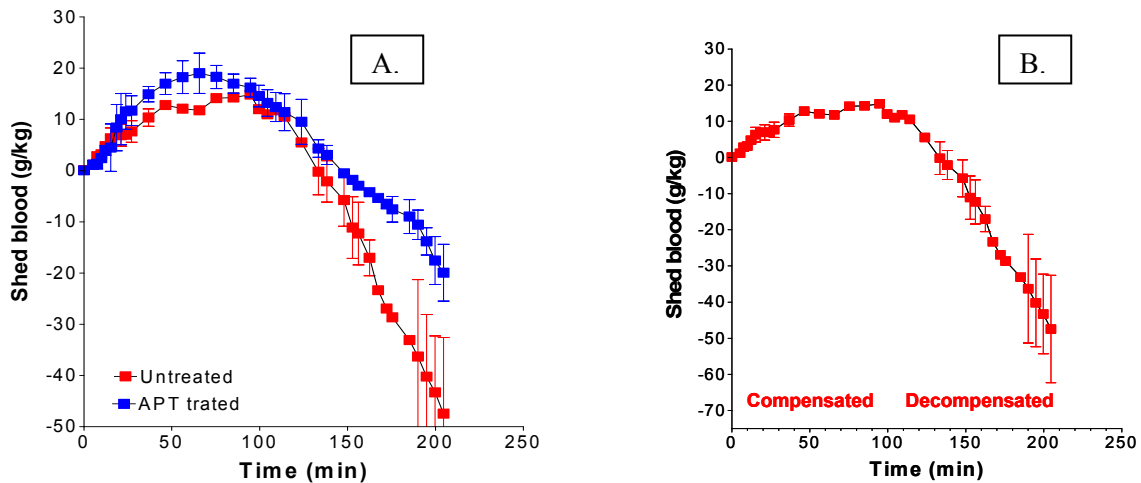 A.
Shed blood (g/kg)
30
20
10
0
-10
-20
-30
-40
-50
Untreated
APT trated
0 50 100 150 200 250
Time (min)
B.
Shed blood (g/kg)
30
20
10
0
-10
-20
-30
-40
-50
-60
-70
Compensated Decompensated
0 50 100 150 200 250
Time (min)